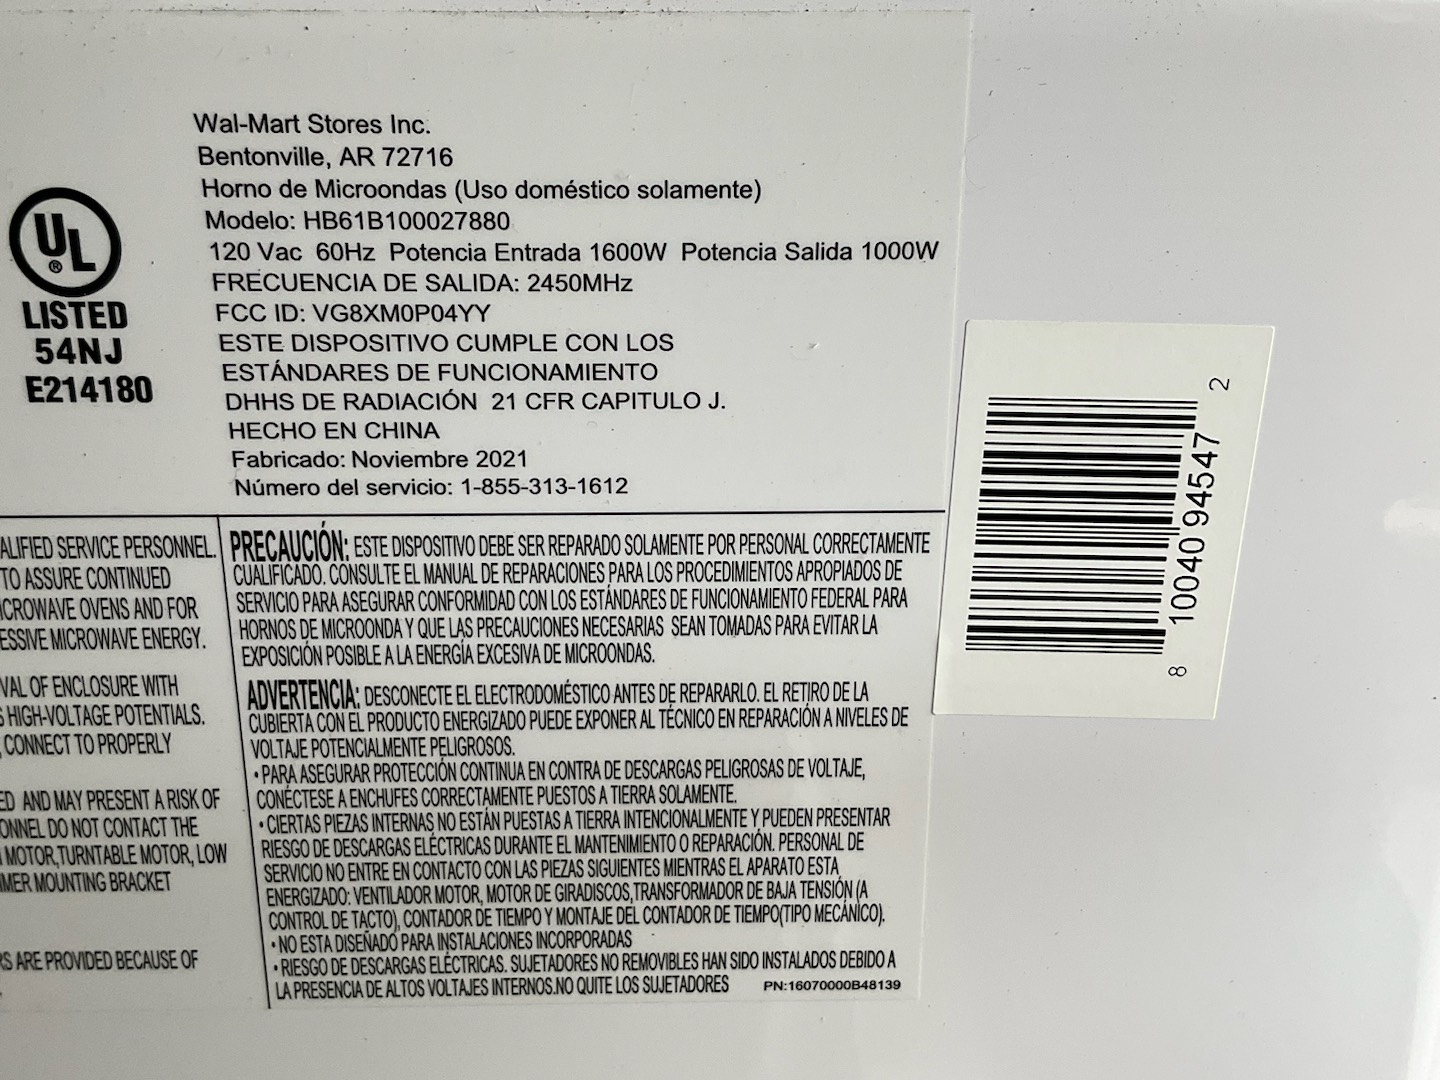 Wal-Mart Stores Inc.
Bentonville, AR 72716
Horno de Microondas (Uso doméstico solamente)
Modelo: HB61B100027880
120 Vac 60Hz Potencia Entrada 1600W Potencia Salida 1000W
FRECUENCIA DE SALIDA: 2450MHz
FCC ID: VG8XM0P04YY
ESTE DISPOSITIVO CUMPLE CON LOS
ESTÁNDARES DE FUNCIONAMIENTO
DHHS DE RADIACIÓN 21 CFR CAPITULO J.
HECHO EN CHINA
Fabricado: Noviembre 2021
Número del servicio: 1-855-313-1612
UL ®
LISTED
54NJ
E214180
SERVICE PERSONNEL.
TO ASSURE CONTINUED
OVENS AND FOR
MICROWAVE ENERGY.
OF ENCLOSURE WITH
HIGH-VOLTAGE POTENTIALS.
CONNECT TO PROPERLY
AND MAY PRESENT A RISK OF
DO NOT CONTACT THE
MOTOR,TURNTABLE MOTOR, LOW
MOUNTING BRACKET
ARE PROVIDED BECAUSE OF
PRECAUCIÓN: ESTE DISPOSITIVO DEBE SER REPARADO SOLAMENTE POR PERSONAL CORRECTAMENTE
CUALIFICADO. CONSULTE EL MANUAL DE REPARACIONES PARA LOS PROCEDIMIENTOS APROPIADOS DE
SERVICIO PARA ASEGURAR CONFORMIDAD CON LOS ESTÁNDARES DE FUNCIONAMIENTO FEDERAL PARA
HORNOS DE MICROONDA Y QUE LAS PRECAUCIONES NECESARIAS SEAN TOMADAS PARA EVITAR LA
EXPOSICIÓN POSIBLE A LA ENERGÍA EXCESIVA DE MICROONDAS.
ADVERTENCIA: DESCONECTE EL ELECTRODOMÉSTICO ANTES DE REPARARLO. EL RETIRO DE LA
CUBIERTA CON EL PRODUCTO ENERGIZADO PUEDE EXPONER AL TÉCNICO EN REPARACIÓN A NIVELES DE
VOLTAJE POTENCIALMENTE PELIGROSOS.
• PARA ASEGURAR PROTECCIÓN CONTINUA EN CONTRA DE DESCARGAS PELIGROSAS DE VOLTAJE,
CONÉCTESE A ENCHUFES CORRECTAMENTE PUESTOS A TIERRA SOLAMENTE.
• CIERTAS PIEZAS INTERNAS NO ESTÁN PUESTAS A TIERRA INTENCIONALMENTE Y PUEDEN PRESENTAR
RIESGO DE DESCARGAS ELÉCTRICAS DURANTE EL MANTENIMIENTO O REPARACIÓN. PERSONAL DE
SERVICIO NO ENTRE EN CONTACTO CON LAS PIEZAS SIGUIENTES MIENTRAS EL APARATO ESTA
ENERGIZADO: VENTILADOR MOTOR, MOTOR DE GIRADISCOS,TRANSFORMADOR DE BAJA TENSIÓN (A
CONTROL DE TACTO), CONTADOR DE TIEMPO Y MONTAJE DEL CONTADOR DE TIEMPO(TIPO MECÁNICO).
• NO ESTA DISEÑADO PARA INSTALACIONES INCORPORADAS
• RIESGO DE DESCARGAS ELÉCTRICAS. SUJETADORES NO REMOVIBLES HAN SIDO INSTALADOS DEBIDO A
LA PRESENCIA DE ALTOS VOLTAJES INTERNOS.NO QUITE LOS SUJETADORES PN:16070000B48139
8 10040 94547 2